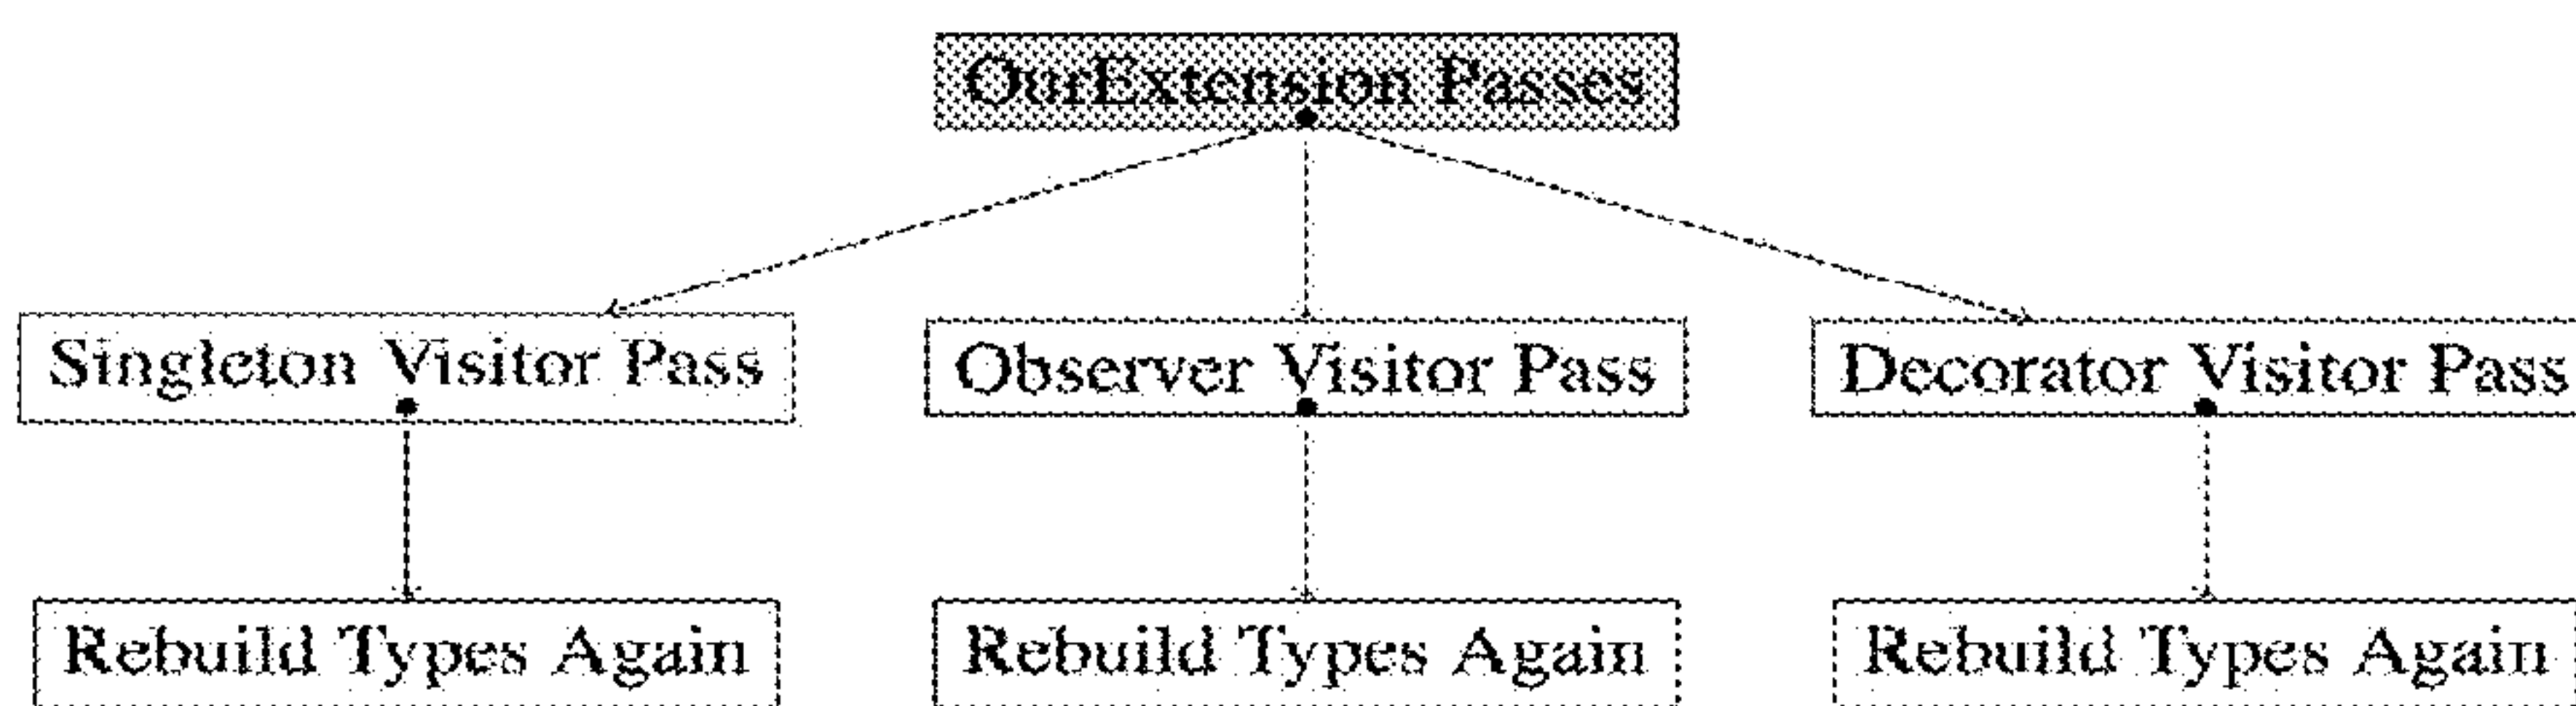 OurExtension Passes
Singleton Visitor Pass
Observer Visitor Pass
Decorator Visitor Pass
Rebuild Types Again
Rebuild Types Again
Rebuild Types Again